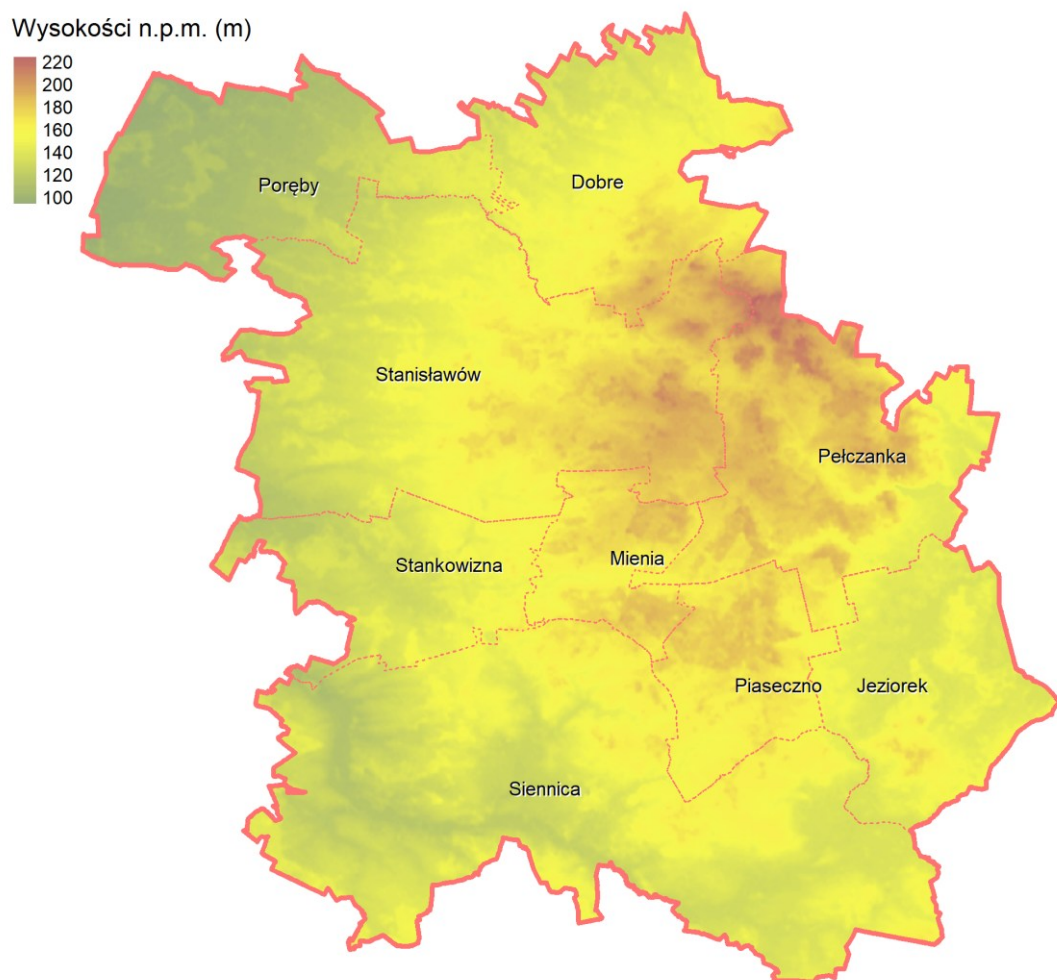 Wysokości n.p.m. (m)
220
200
180
160
140
120
100
Poręby
Dobre
Stanisławów
Pełczanka
Stankowizna
Mienia
Piaseczno
Jeziorek
Siennica